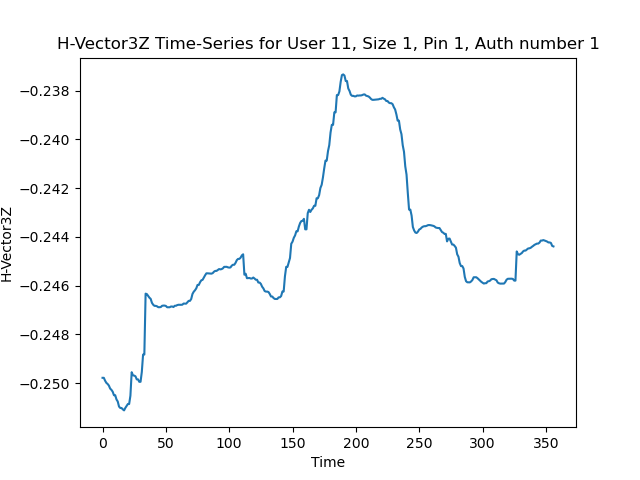 H-Vector3Z Time-Series for User 11, Size 1, Pin 1, Auth number 1
−0.238
−0.240
−0.242
−0.244
−0.246
−0.248
−0.250
H-Vector3Z
0 50 100 150 200 250 300 350
Time